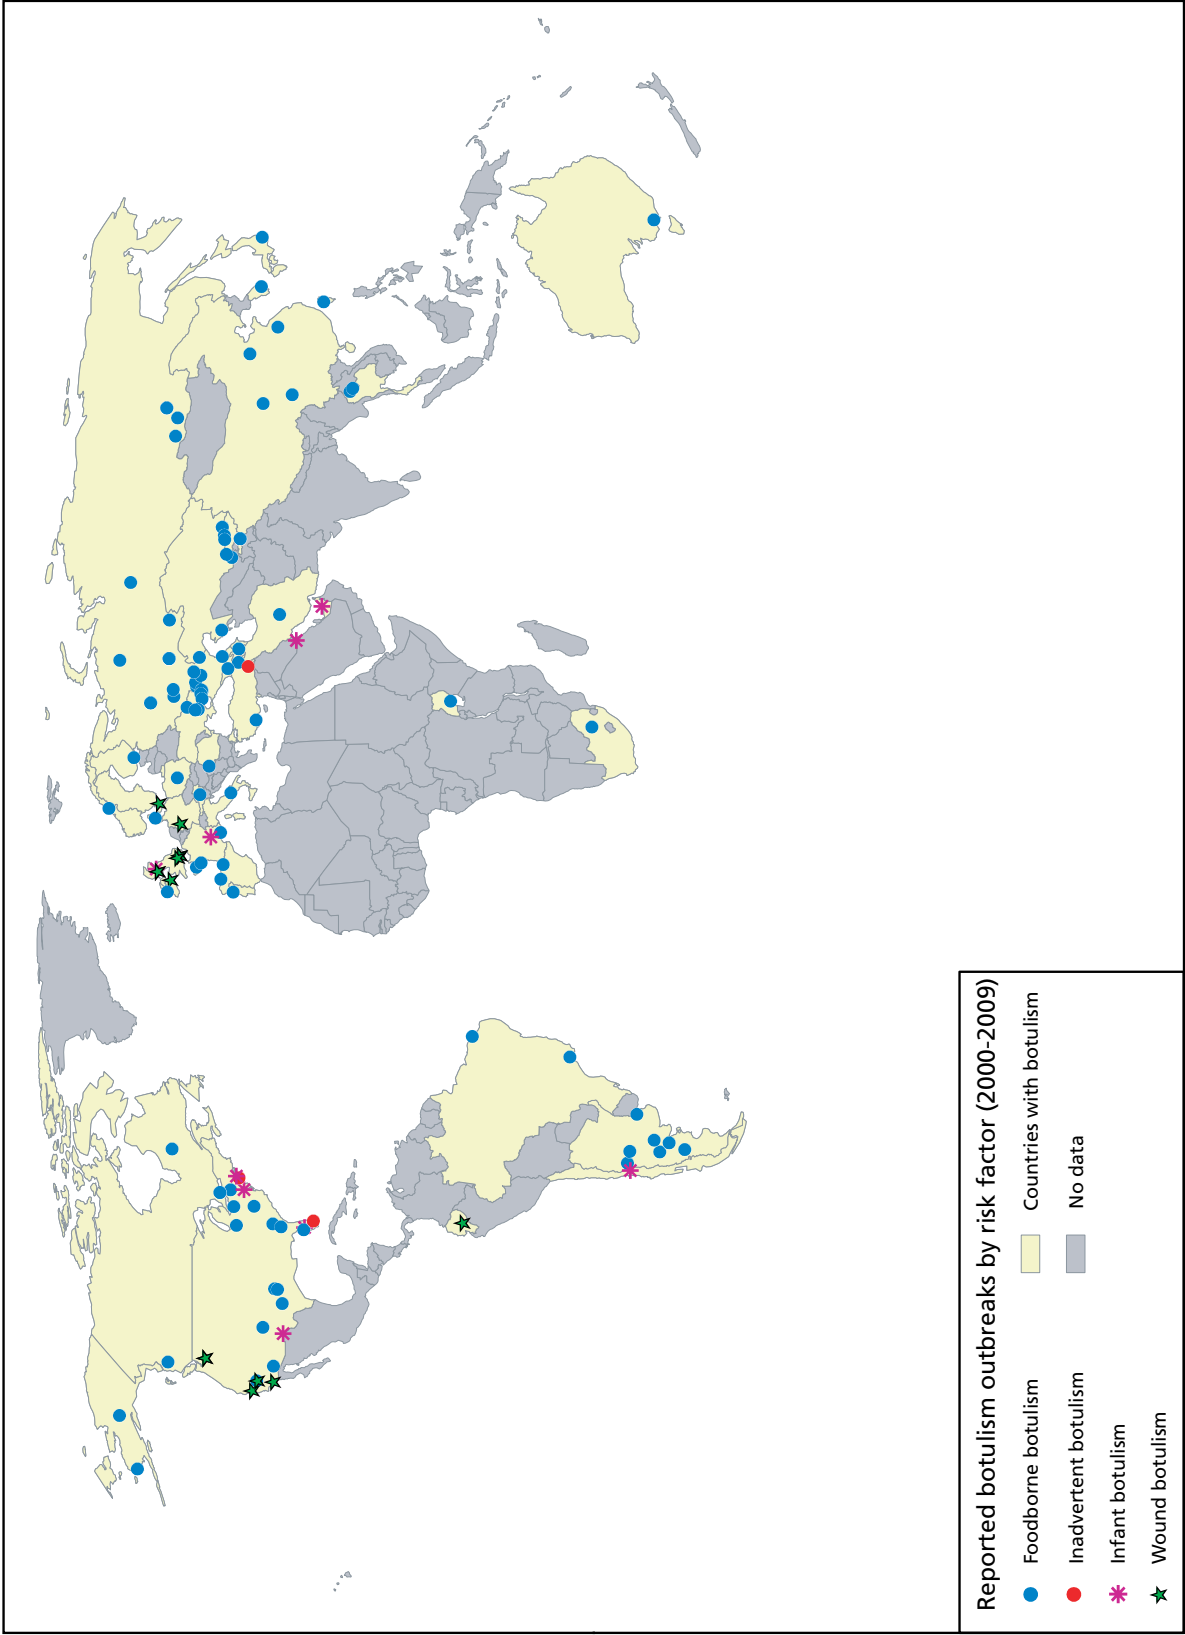 Reported botulism outbreaks by risk factor (2000-2009)
Foodborne botulism
Inadvertent botulism
Infant botulism
Wound botulism
Countries with botulism
No data